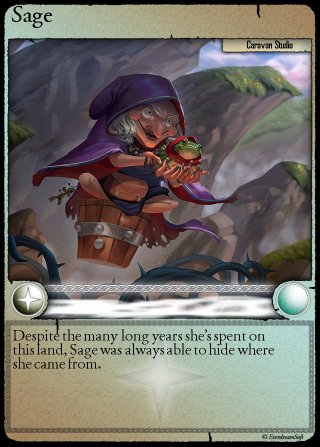 Sage
Caravan Studio
Despite the many long years she's spent on
this land, Sage was always able to hide where
she came from.
© EverdreamSoft